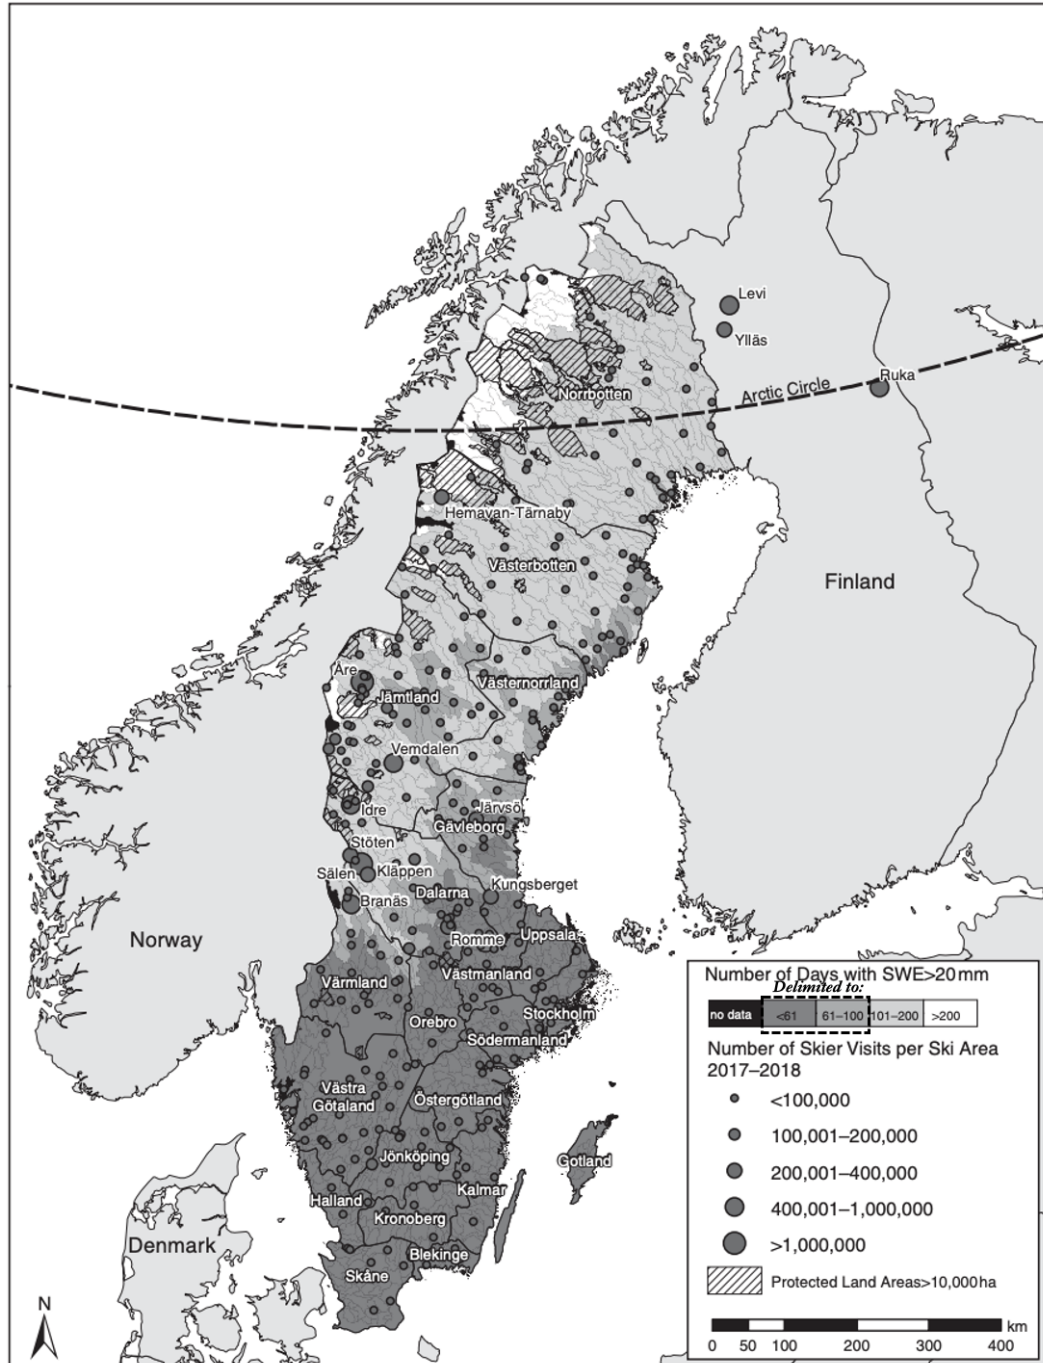 Levi
Ylläs
Ruka
Arctic Circle
Norrbotten
Hemavan-Tärnaby
Västerbotten
Finland
Åre
Västernorrland
Jämtland
Vemdalen
Idre
Järvsö
Gävleborg
Stöten
Sälen
Kläppen
Kungsberget
Dalarna
Branäs
Norway
Romme
Uppsala
Västmanland
Värmland
Stockholm
Orebro
Södermanland
Västra
Götaland
Östergötland
Jönköping
Gotland
Kalmar
Halland
Kronoberg
Denmark
Blekinge
Skåne
N
Number of Days with SWE>20 mm
Delimited to:
no data <61 61–100 101–200 >200
Number of Skier Visits per Ski Area
2017–2018
<100,000
100,001–200,000
200,001–400,000
400,001–1,000,000
>1,000,000
Protected Land Areas>10,000 ha
km
0 50 100 200 300 400